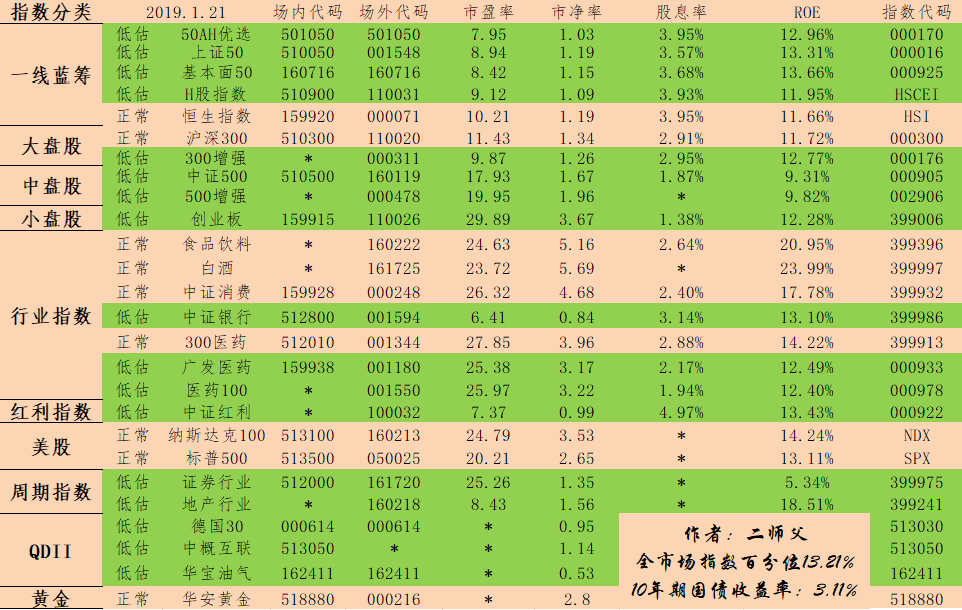 指数分类 2019.1.21 场内代码 场外代码 市盈率 市净率 股息率 ROE 指数代码
一线蓝筹 低估 50AH优选 501050 501050 7.95 1.03 3.95% 12.96% 000170
低估 上证50 510050 001548 8.94 1.19 3.57% 13.31% 000016
低估 基本面50 160716 160716 8.42 1.15 3.68% 13.66% 000925
低估 H股指数 510900 110031 9.12 1.09 3.93% 11.95% HSCEI
正常 恒生指数 159920 000071 10.21 1.19 3.95% 11.66% HSI
大盘股 正常 沪深300 510300 110020 11.43 1.34 2.91% 11.72% 000300
低估 300增强 * 000311 9.87 1.26 2.95% 12.77% 000176
中盘股 低估 中证500 510500 160119 17.93 1.67 1.87% 9.31% 000905
低估 500增强 * 000478 19.95 1.96 * 9.82% 002906
小盘股 低估 创业板 159915 110026 29.89 3.67 1.38% 12.28% 399006
行业指数 正常 食品饮料 * 160222 24.63 5.16 2.64% 20.95% 399396
正常 白酒 * 161725 23.72 5.69 * 23.99% 399997
正常 中证消费 159928 000248 26.32 4.68 2.40% 17.78% 399932
低估 中证银行 512800 001594 6.41 0.84 3.14% 13.10% 399986
正常 300医药 512010 001344 27.85 3.96 2.88% 14.22% 399913
低估 广发医药 159938 001180 25.38 3.17 2.17% 12.49% 000933
低估 医药100 * 001550 25.97 3.22 1.94% 12.40% 000978
红利指数 低估 中证红利 * 100032 7.37 0.99 4.97% 13.43% 000922
美股 正常 纳斯达克100 513100 160213 24.79 3.53 * 14.24% NDX
正常 标普500 513500 050025 20.21 2.65 * 13.11% SPX
周期指数 低估 证券行业 512000 161720 25.26 1.35 * 5.34% 399975
低估 地产行业 * 160218 8.43 1.56 * 18.51% 399241
QDII 低估 德国30 000614 000614 * 0.95 513030
低估 中概互联 513050 * * 1.14 513050
低估 华宝油气 162411 162411 * 0.53 162411
黄金 正常 华安黄金 518880 000216 * 2.8 518880
作者：二师父
全市场指数百分位13.21%
10年期国债收益率：3.11%